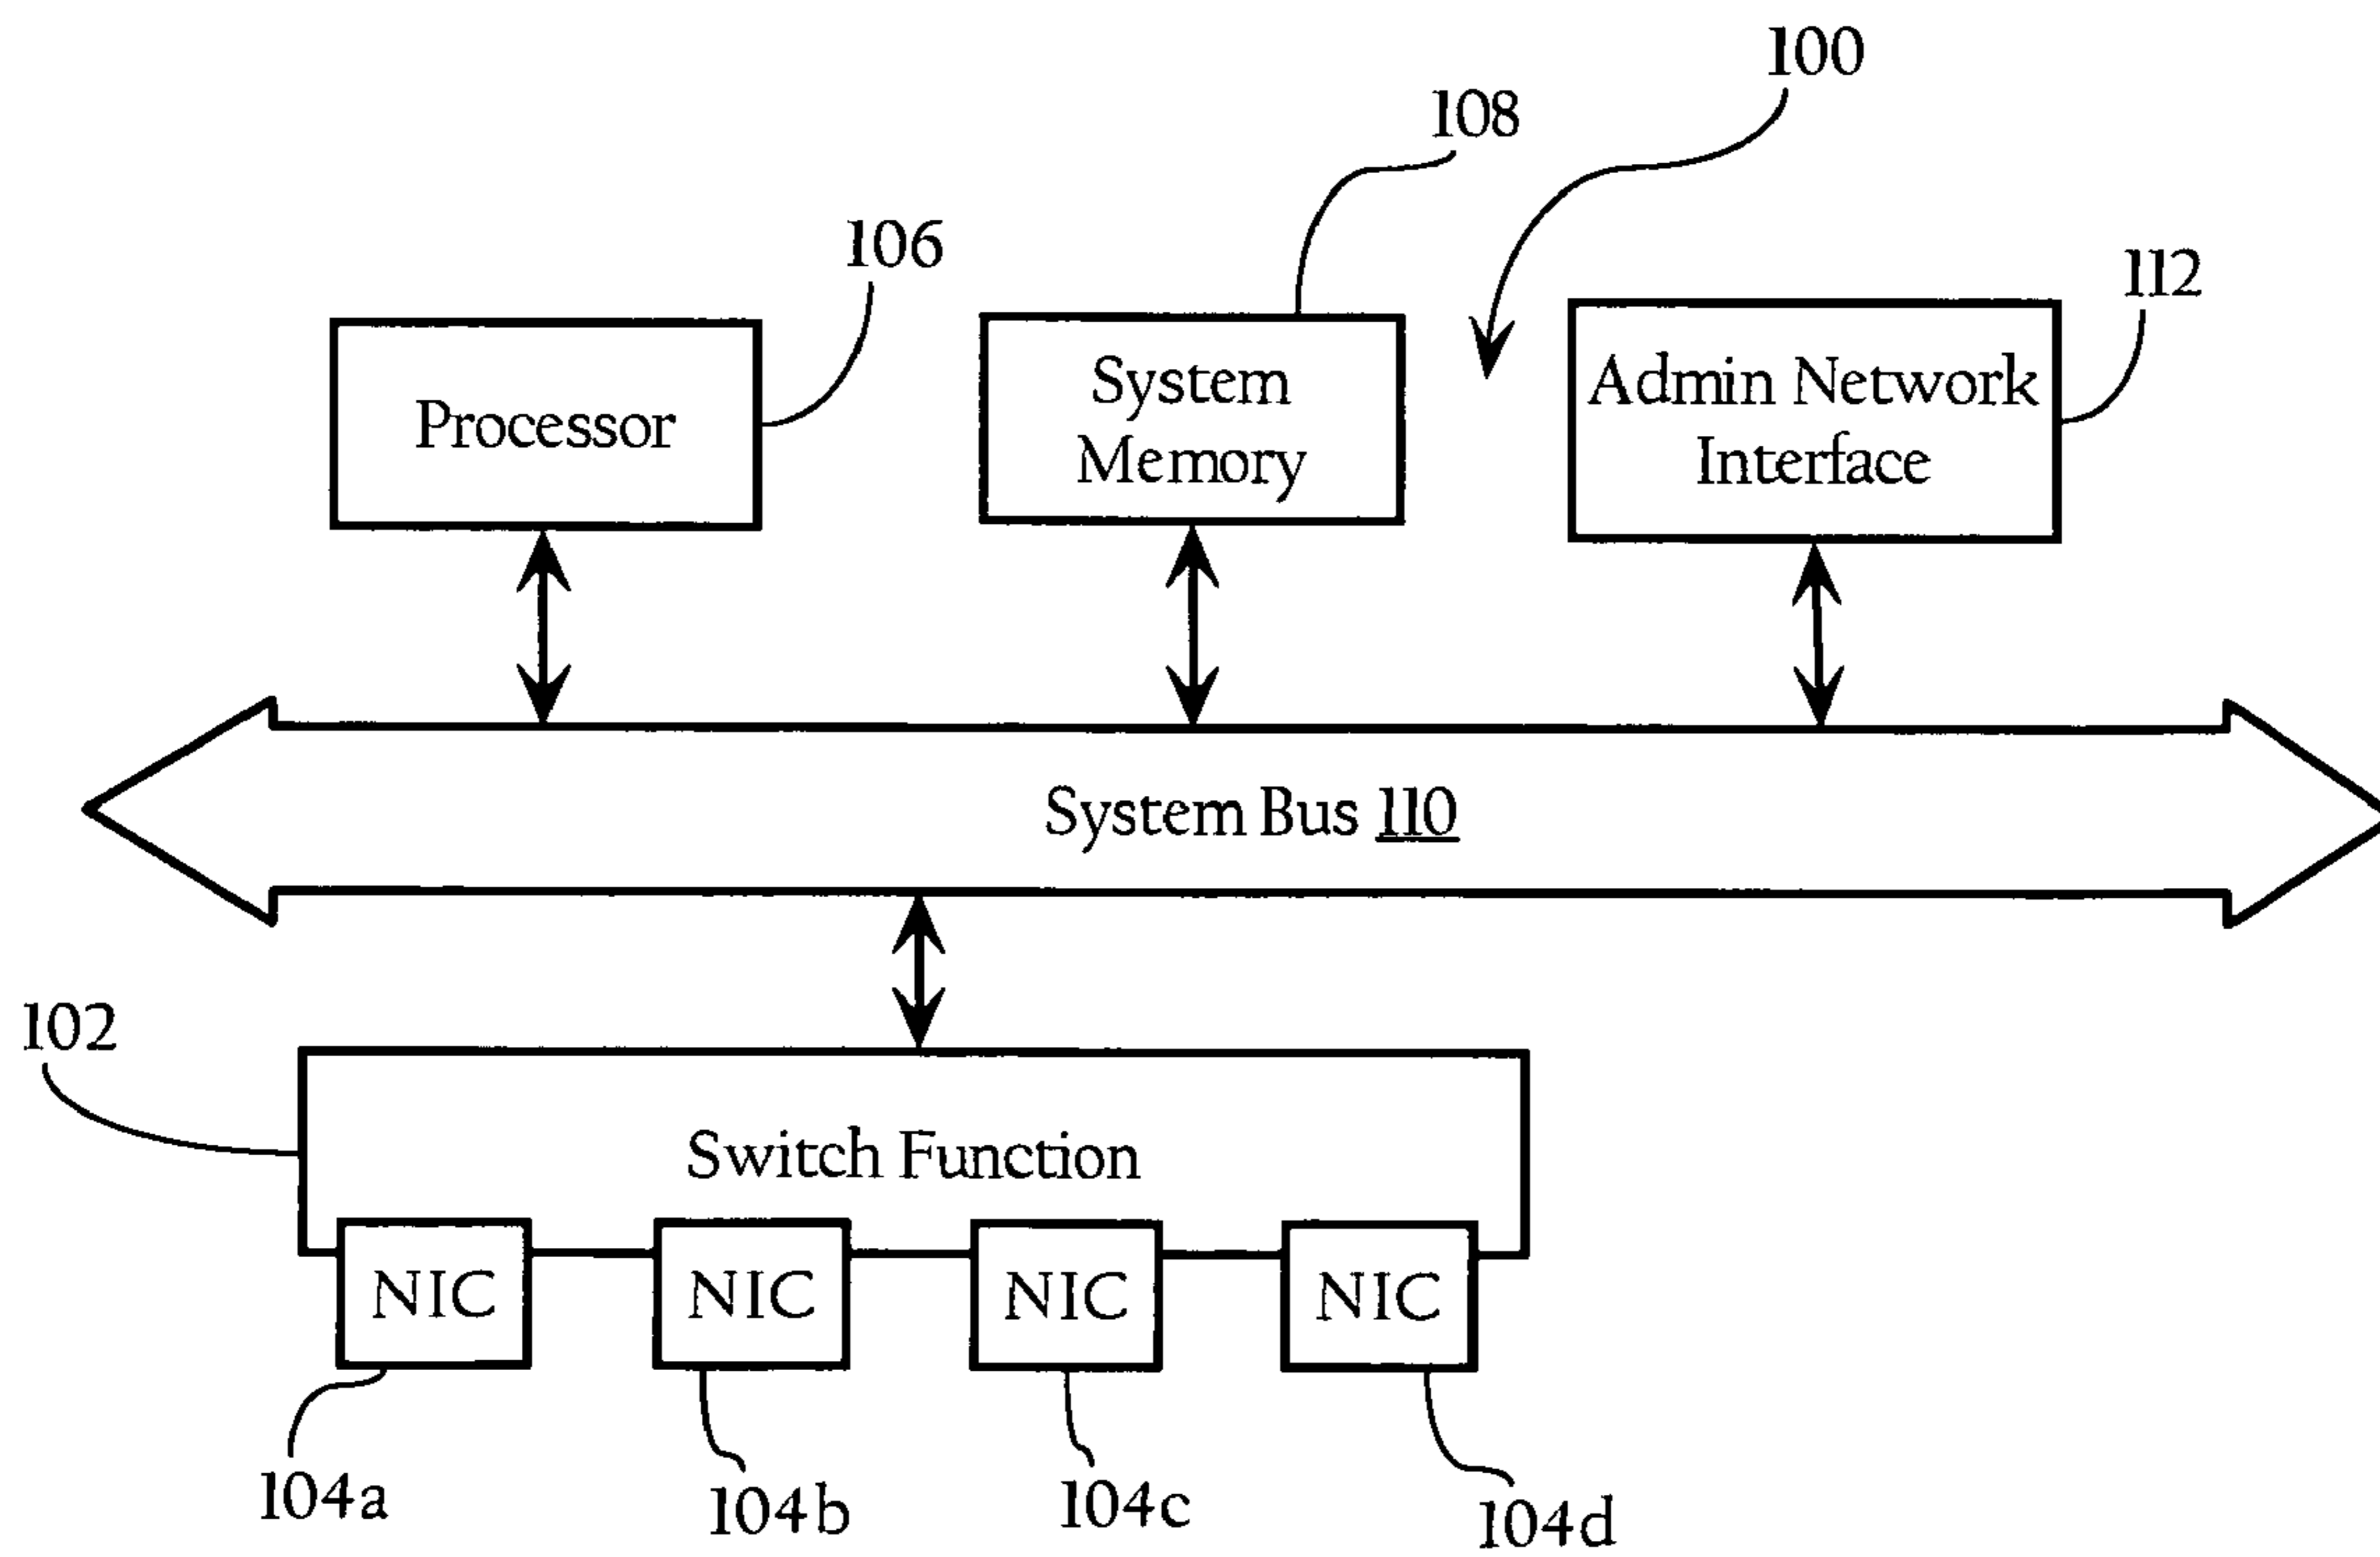 100
108
106
112
Processor
System
Memory
Admin Network
Interface
System Bus 110
102
Switch Function
NIC
NIC
NIC
NIC
104a
104b
104c
104d